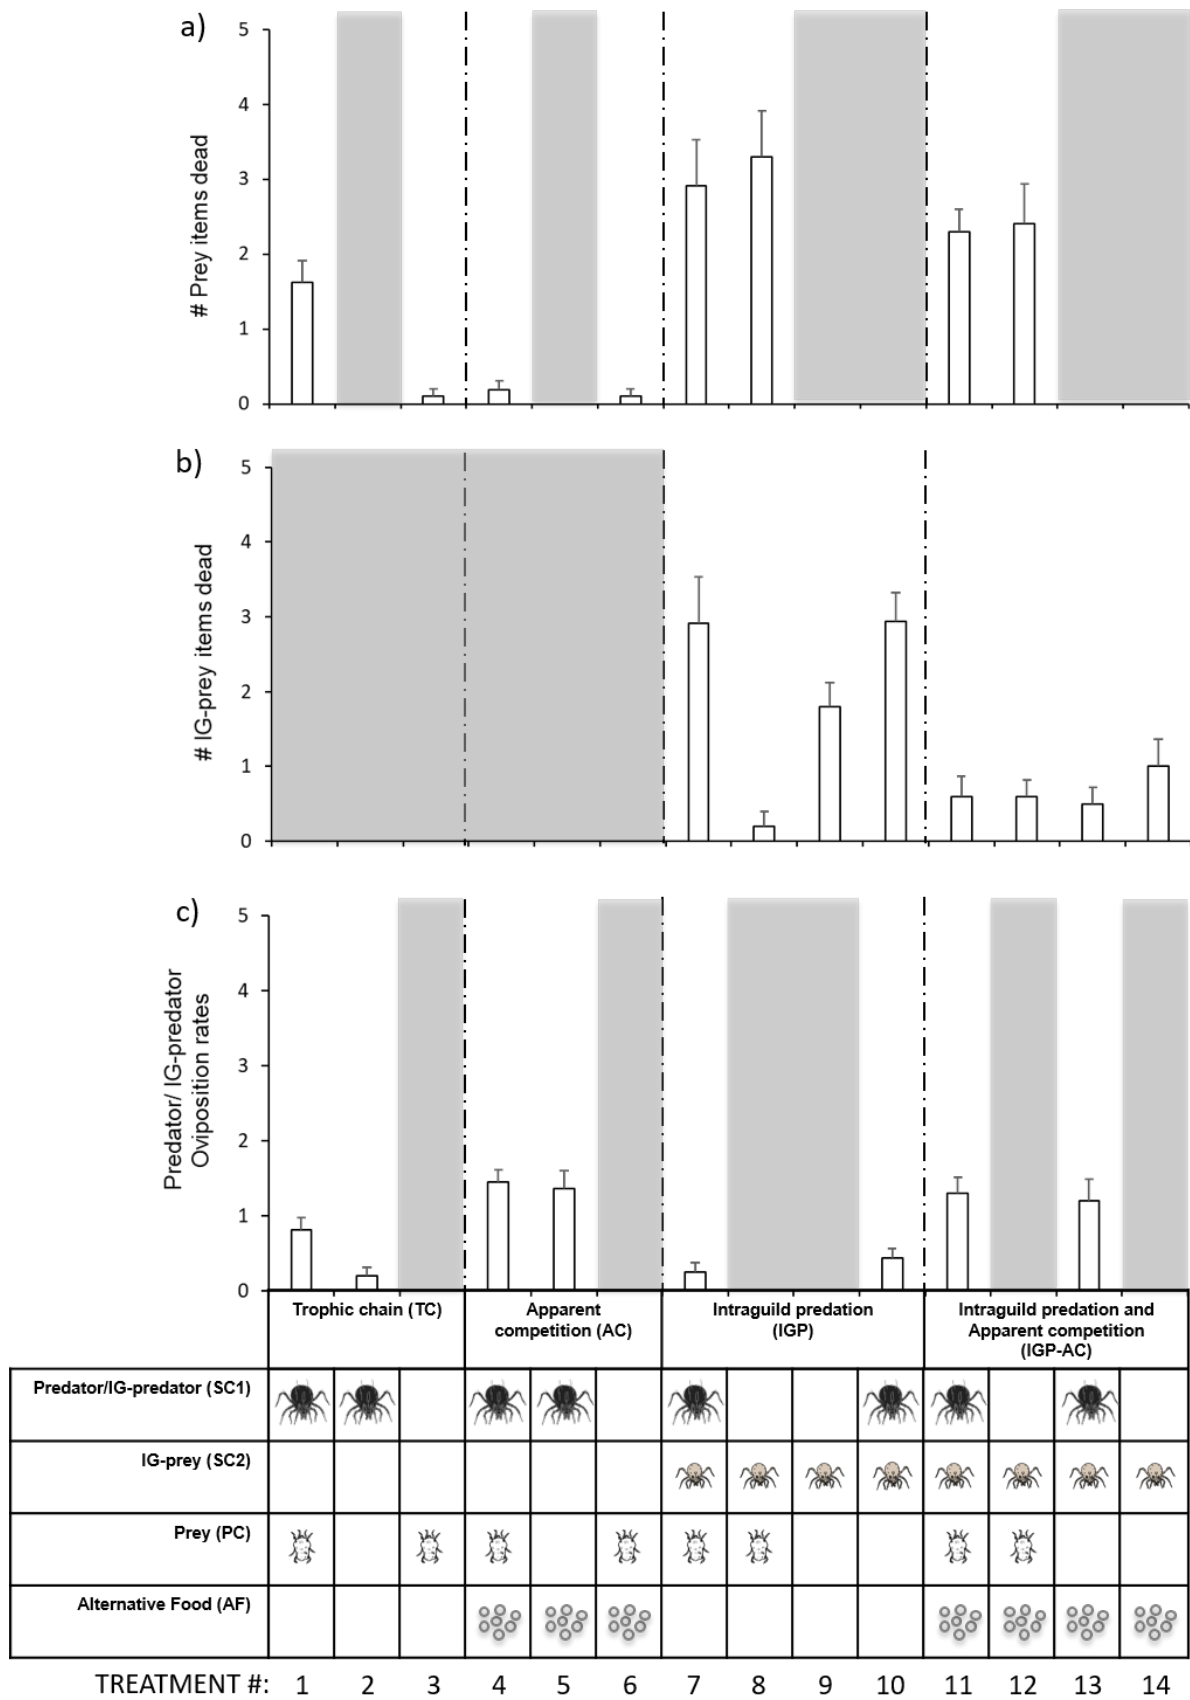 a)
5
4
3
2
1
0
# Prey items dead
b)
5
4
3
2
1
0
# IG-prey items dead
c)
5
4
3
2
1
0
Predator/ IG-predator
Oviposition rates
Trophic chain (TC)
Apparent
competition (AC)
Intraguild predation
(IGP)
Intraguild predation and
Apparent competition
(IGP-AC)
Predator/IG-predator (SC1)
IG-prey (SC2)
Prey (PC)
Alternative Food (AF)
TREATMENT #: 1 2 3 4 5 6 7 8 9 10 11 12 13 14